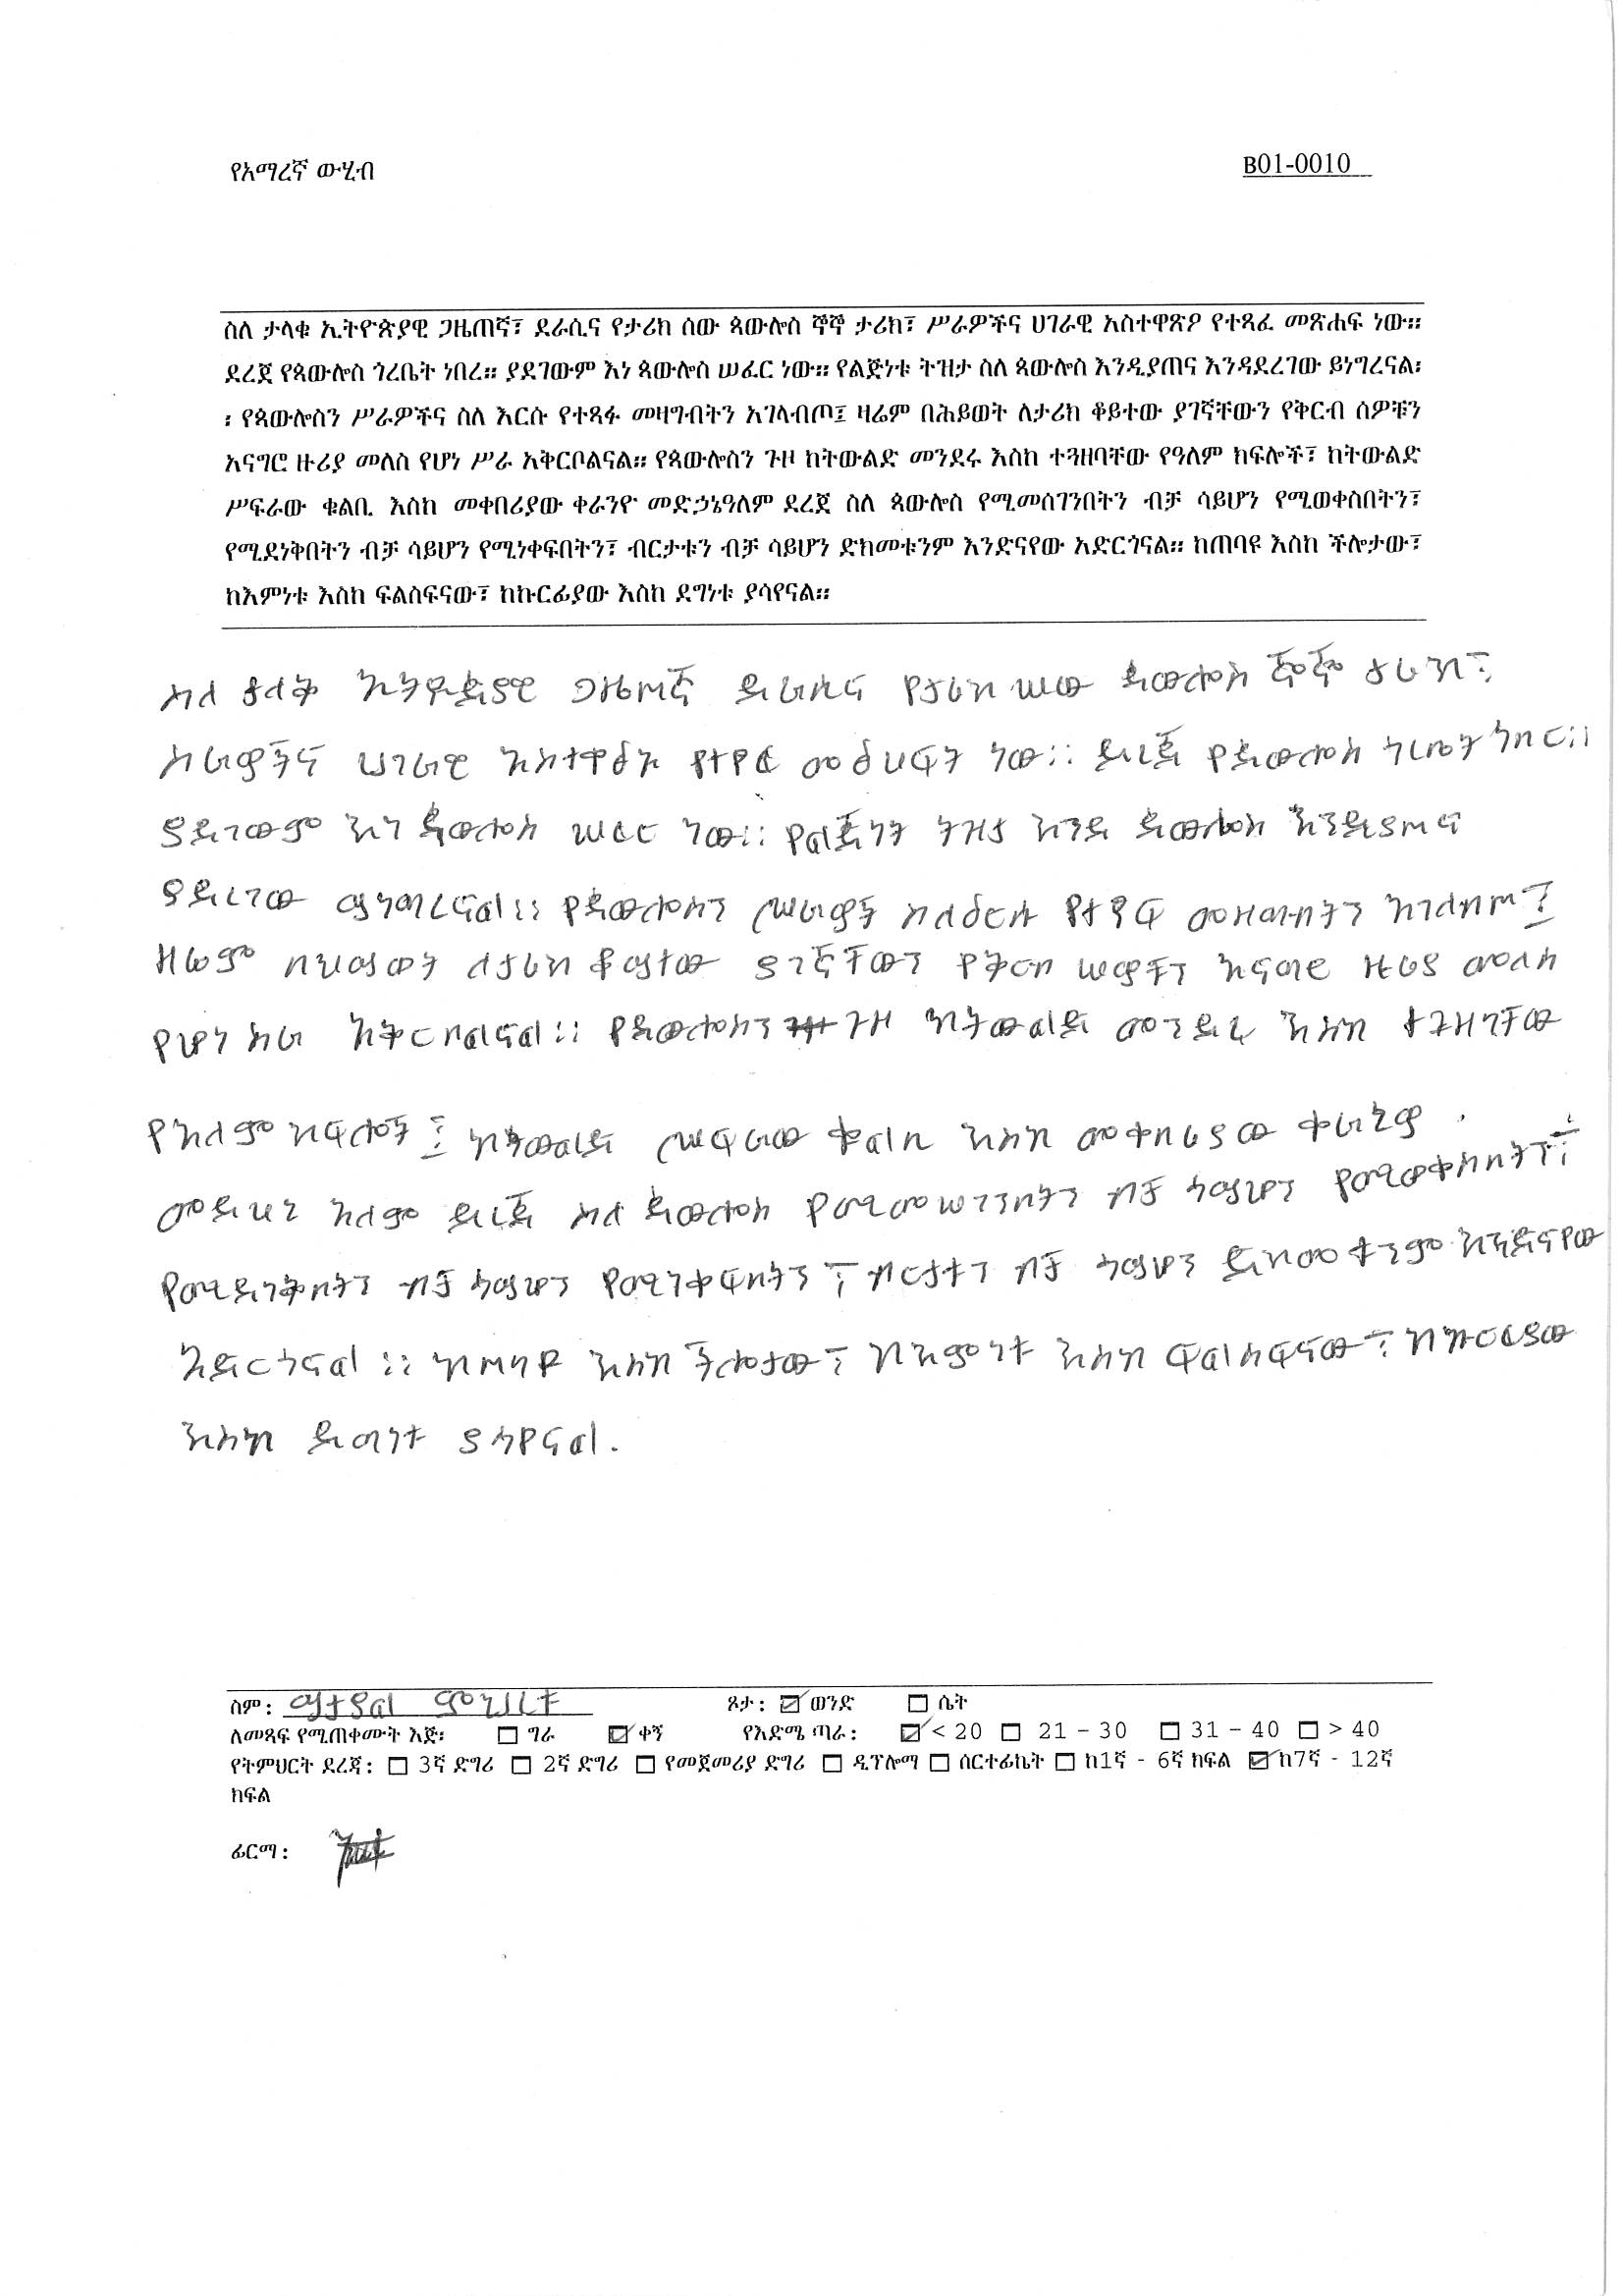 የአማረኛ ውሂብ
B01-0010
ስለ ታላቁ ኢትዮጵያዊ ጋዜጠኛ፣ ደራሲና የታሪክ ሰው ጳውሎስ ኞኞ ታሪክ፣ ሥራዎችና ሀገራዊ አስተዋጽዖ የተጻፈ መጽሐፍ ነው፡፡
ደረጀ የጳውሎስ ጎረቤት ነበረ፡፡ ያደገውም እነ ጳውሎስ ሠፈር ነው፡፡ የልጅነቱ ትዝታ ስለ ጳውሎስ እንዲያጠና እንዳደረገው ይነግረናል፡
፡ የጳውሎስን ሥራዎችና ስለ እርሱ የተጻፉ መዛግብትን አገላብጦ፤ ዛሬም በሕይወት ለታሪክ ቆይተው ያገኛቸውን የቅርብ ሰዎቹን
አናግሮ ዙሪያ መለስ የሆነ ሥራ አቅርቦልናል፡፡ የጳውሎስን ጉዞ ከትውልድ መንደሩ እስከ ተጓዘባቸው የዓለም ክፍሎች፣ ከትውልድ
ሥፍራው ቁልቢ እስከ መቀበሪያው ቀራንዮ መድኃኔዓለም ደረጀ ስለ ጳውሎስ የሚመሰገንበትን ብቻ ሳይሆን የሚወቀስበትን፣
የሚደነቅበትን ብቻ ሳይሆን የሚነቀፍበትን፣ ብርታቱን ብቻ ሳይሆን ድክመቱንም እንድናየው አድርጎናል፡፡ ከጠባዩ እስከ ችሎታው፣
ከእምነቱ እስከ ፍልስፍናው፣ ከኩርፊያው እስከ ደግነቱ ያሳየናል፡፡
ስለ ታላቅ ኢትዮጵያዊ ጋዜጠኛ ደራሲና የታሪክ ሠው ጳውሎስ ኞኞ ታሪክ፣
ስራዎችና ሀገራዊ አስተዋፅኦ የተፃፈ መፅሀፍት ነው፡፡ ደረጀ የጳውሎስ ጎረቤት ነበር፡፡
ያደገውም እነ ጳውሎስ ሠፈር ነው፡፡ የልጅነት ትዝታ እንደ ጳውሎስ እንዲያጠና
ያደረገው ይነግረናል፡፡ የጳውሎስን ሥራዎች ስለእርሱ የተፃፉ መዛግብትን አገላብጦ፤
ዛሬም በህይወት ለታሪክ ቆይተው ያገኛቸውን የቅርብ ሠዎችን አናግሮ ዙሪያ መለስ
የሆነ ስራ አቅርቦልናል፡፡ የጳውሎስን ጉዞ ከትውልድ መንደሩ እስከ ተጓዘባቸው
የአለም ክፍሎች፤ ከትውልድ ሥፍራው ቁልቢ እስከ መቀበሪያው ቀራንዮ
መድሀኔ አለም ደረጀ ስለ ጳውሎስ የሚመሠገንበትን ብቻ ሳይሆን የሚወቀስበትን፣
የሚደነቅበትን ብቻ ሳይሆን የሚነቀፍበትን፣ ብርታቱን ብቻ ሳይሆን ድክመቱንም እንድናየው
አድርጎናል፡፡ ከጠባዩ እስከ ችሎታው፣ ከእምነቱ እስከ ፍልስፍናው፣ ከኩርፊያው
እስከ ደግነቱ ያሳየናል.
ስም:
ጾታ: ወንድ ሴት
ለመጻፍ የሚጠቀሙት እጅ፡ ግራ ቀኝ የእድሜ ጣራ: < 20 21 – 30 31 – 40 > 40
የትምህርት ደረጃ: 3ኛ ድግሪ 2ኛ ድግሪ የመጀመሪያ ድግሪ ዲፕሎማ ሰርተፊኬት ከ1ኛ - 6ኛ ክፍል ከ7ኛ - 12ኛ
ክፍል
ፊርማ: